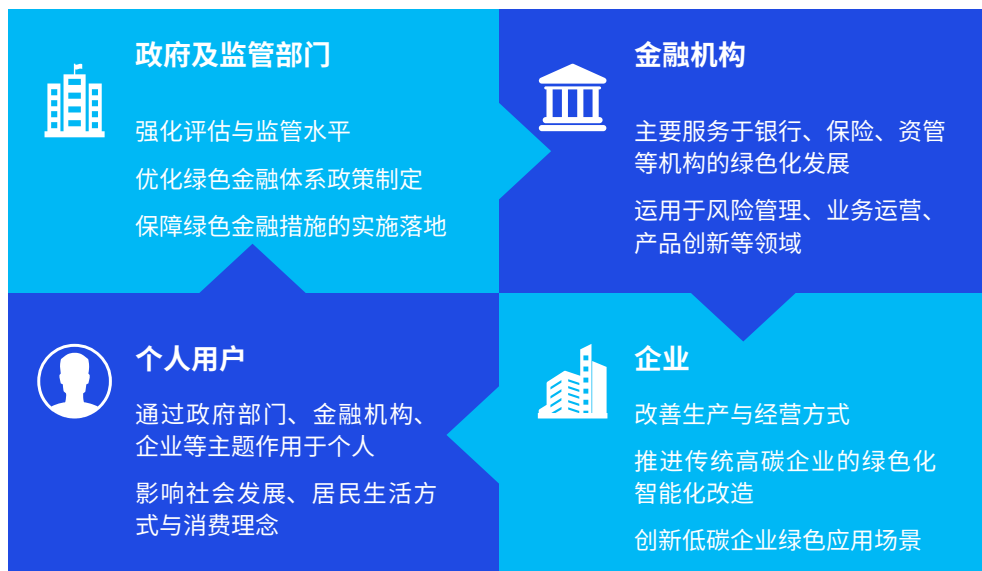 政府及监管部门
强化评估与监管水平
优化绿色金融体系政策制定
保障绿色金融措施的实施落地
金融机构
主要服务于银行、保险、资管
等机构的绿色化发展
运用于风险管理、业务运营、
产品创新等领域
个人用户
通过政府部门、金融机构、
企业等主题作用于个人
影响社会发展、居民生活方
式与消费理念
企业
改善生产与经营方式
推进传统高碳企业的绿色化
智能化改造
创新低碳企业绿色应用场景